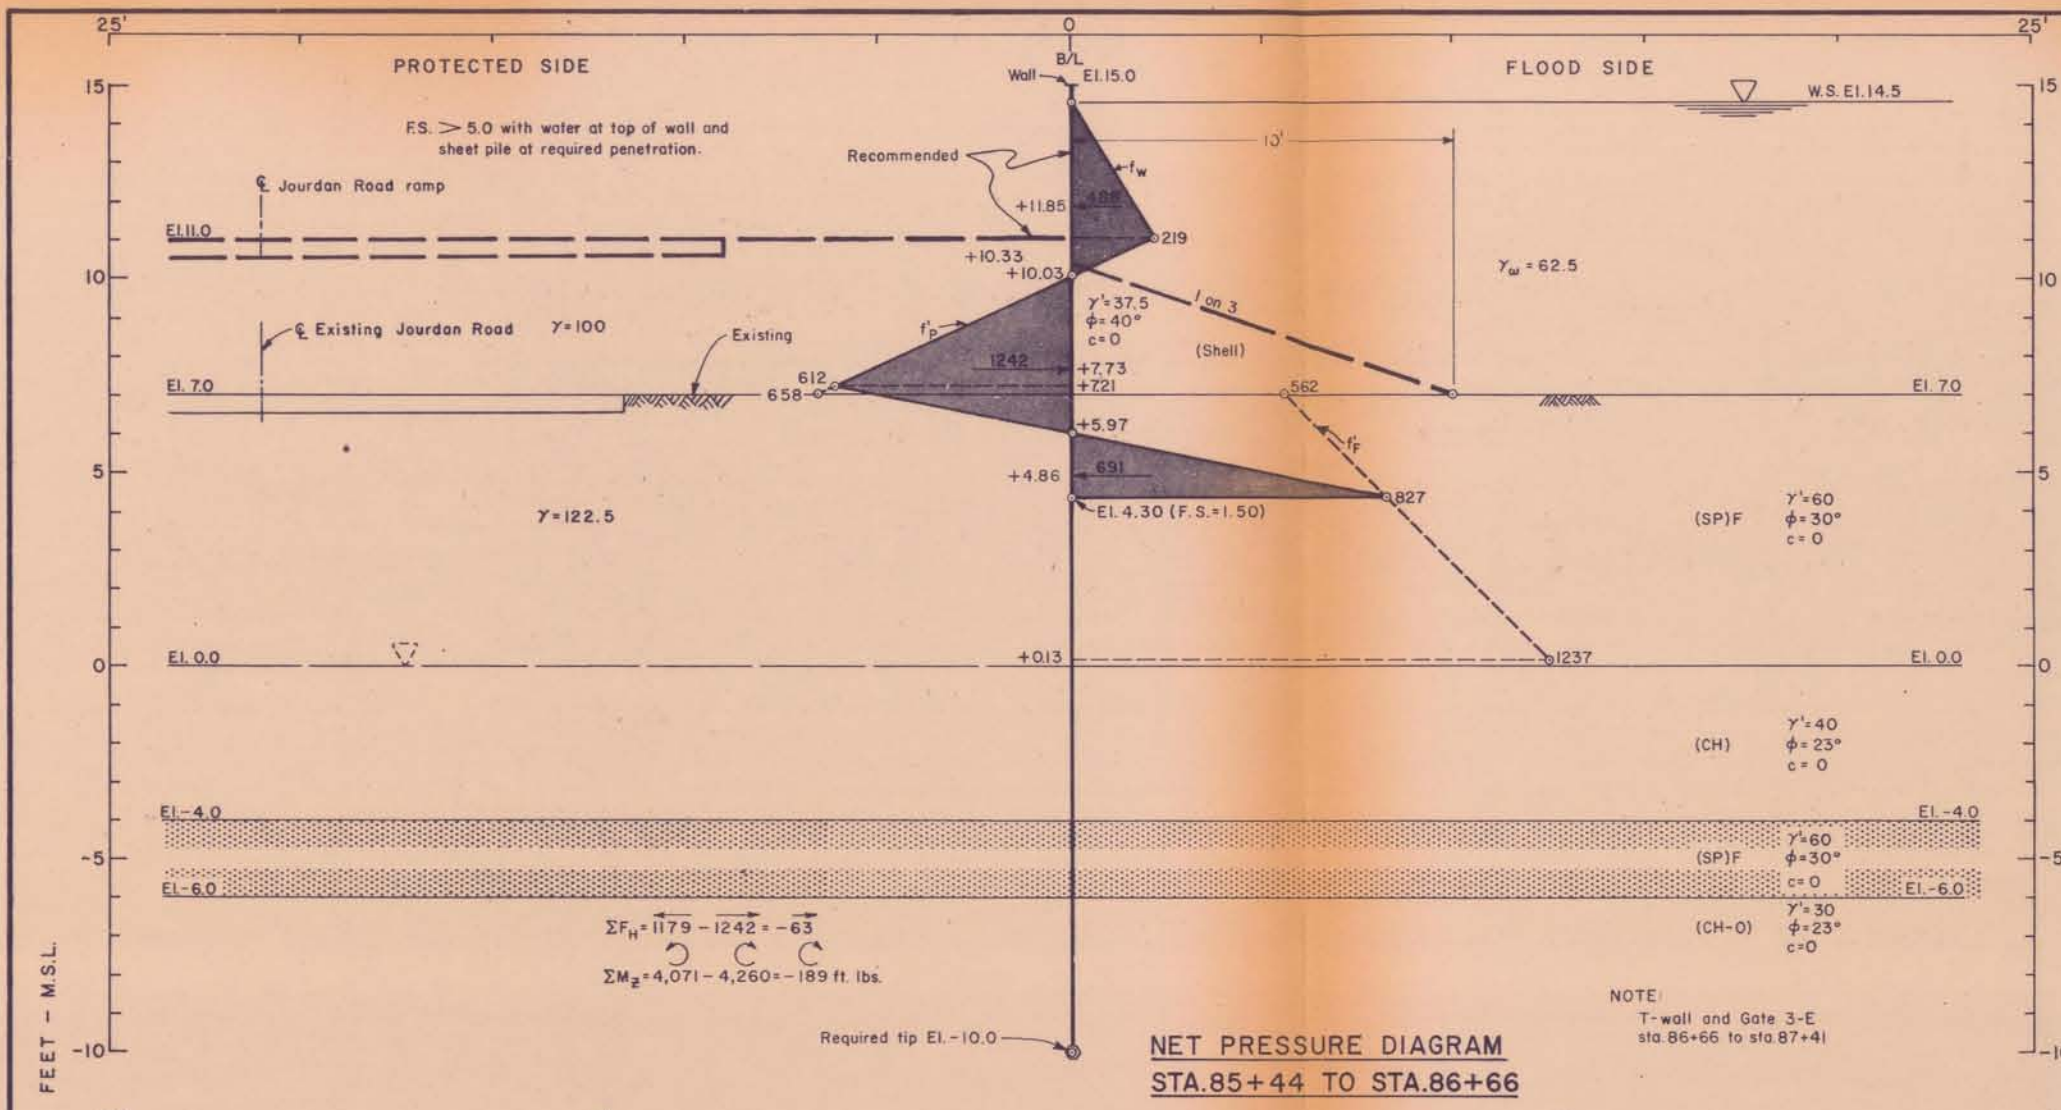 25'
0
25'
B/L
PROTECTED SIDE
Wall
El.15.0
FLOOD SIDE
15
W.S. El.14.5
15
F.S. > 5.0 with water at top of wall and
sheet pile at required penetration.
Recommended
10'
f_w
℄ Jourdan Road ramp
+11.85
488
El.11.0
219
+10.33
γω = 62.5
10
+10.03
10
γ'=37.5
φ=40°
c=0
1 on 3
℄ Existing Jourdan Road γ=100
Existing
f'p
(Shell)
1242
+7.73
612
+7.21
El. 7.0
658
562
El. 7.0
+5.97
f'F
5
+4.86
691
5
827
El. 4.30 (F.S.=1.50)
γ=122.5
(SP)F
γ'=60
φ=30°
c=0
0
El. 0.0
+0.13
1237
El. 0.0
0
(CH)
γ'=40
φ=23°
c=0
El.-4.0
El.-4.0
-5
(SP)F
γ'=60
φ=30°
c=0
-5
El.-6.0
El.-6.0
(CH-O)
γ'=30
φ=23°
c=0
ΣF_H = 1179 - 1242 = -63
ΣM_z = 4,071 - 4,260 = -189 ft. lbs.
FEET - M.S.L.
NOTE:
T-wall and Gate 3-E
sta.86+66 to sta.87+41
-10
Required tip El.-10.0
NET PRESSURE DIAGRAM
STA.85+44 TO STA.86+66